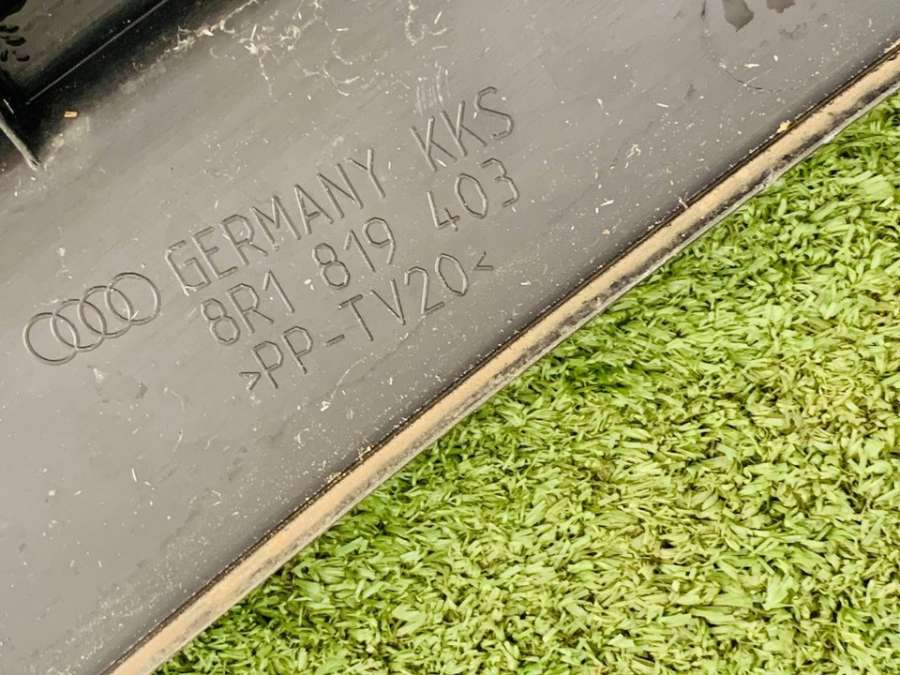 GERMANY KKS
8R1 819 403
>PP-TV20<